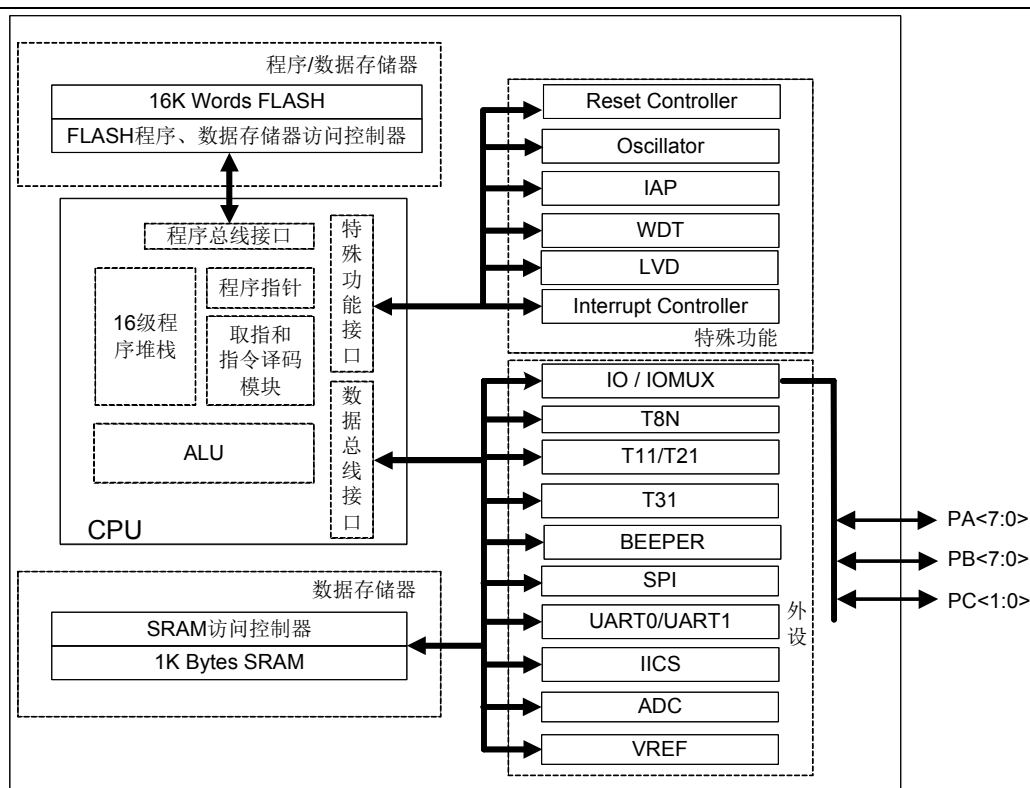 程序/数据存储器
16K Words FLASH
FLASH程序、数据存储器访问控制器
程序总线接口
特
殊
功
能
接
口
16级程
序堆栈
程序指针
取指和
指令译码
模块
ALU
数
据
总
线
接
口
CPU
数据存储器
SRAM访问控制器
1K Bytes SRAM
Reset Controller
Oscillator
IAP
WDT
LVD
Interrupt Controller
特殊功能
IO / IOMUX
T8N
T11/T21
T31
BEEPER
SPI
UART0/UART1
IICS
ADC
VREF
外
设
PA<7:0>
PB<7:0>
PC<1:0>